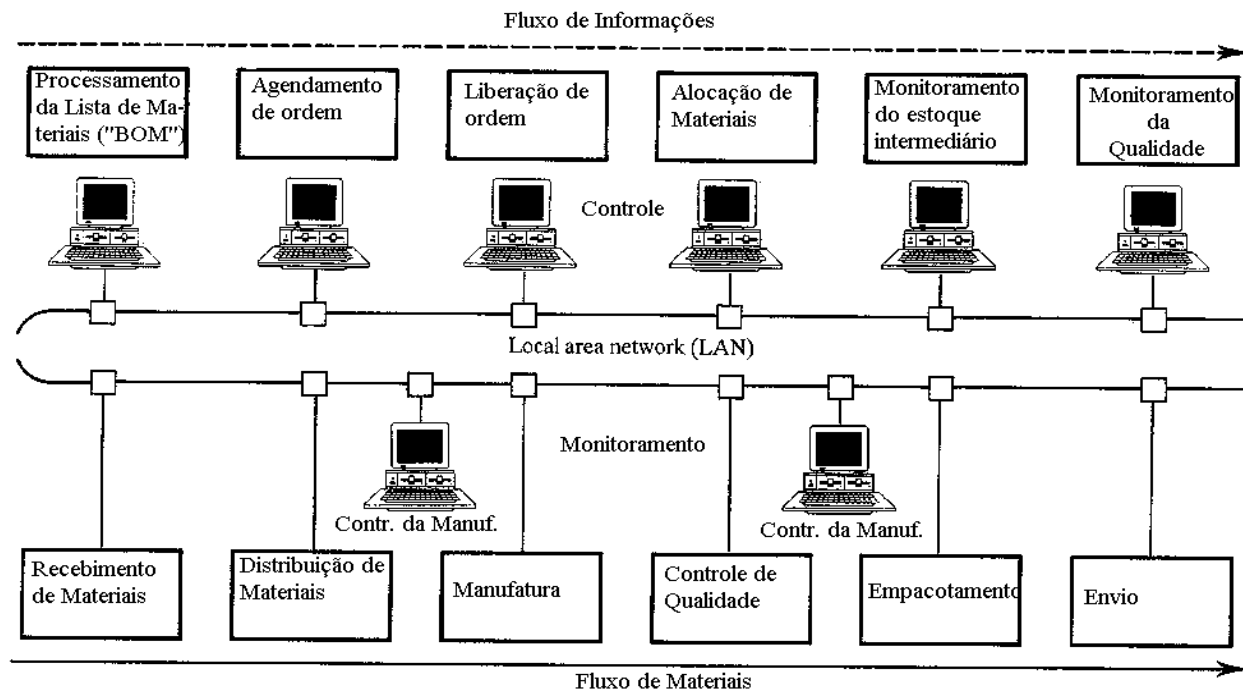 Fluxo de Informações
Processamento
da Lista de Ma-
teriais ("BOM")
Agendamento
de ordem
Liberação de
ordem
Alocação de
Materiais
Monitoramento
do estoque
intermediário
Monitoramento
da
Qualidade
Controle
Local area network (LAN)
Monitoramento
Contr. da Manuf.
Contr. da Manuf.
Recebimento
de Materiais
Distribuição de
Materiais
Manufatura
Controle de
Qualidade
Empacotamento
Envio
Fluxo de Materiais